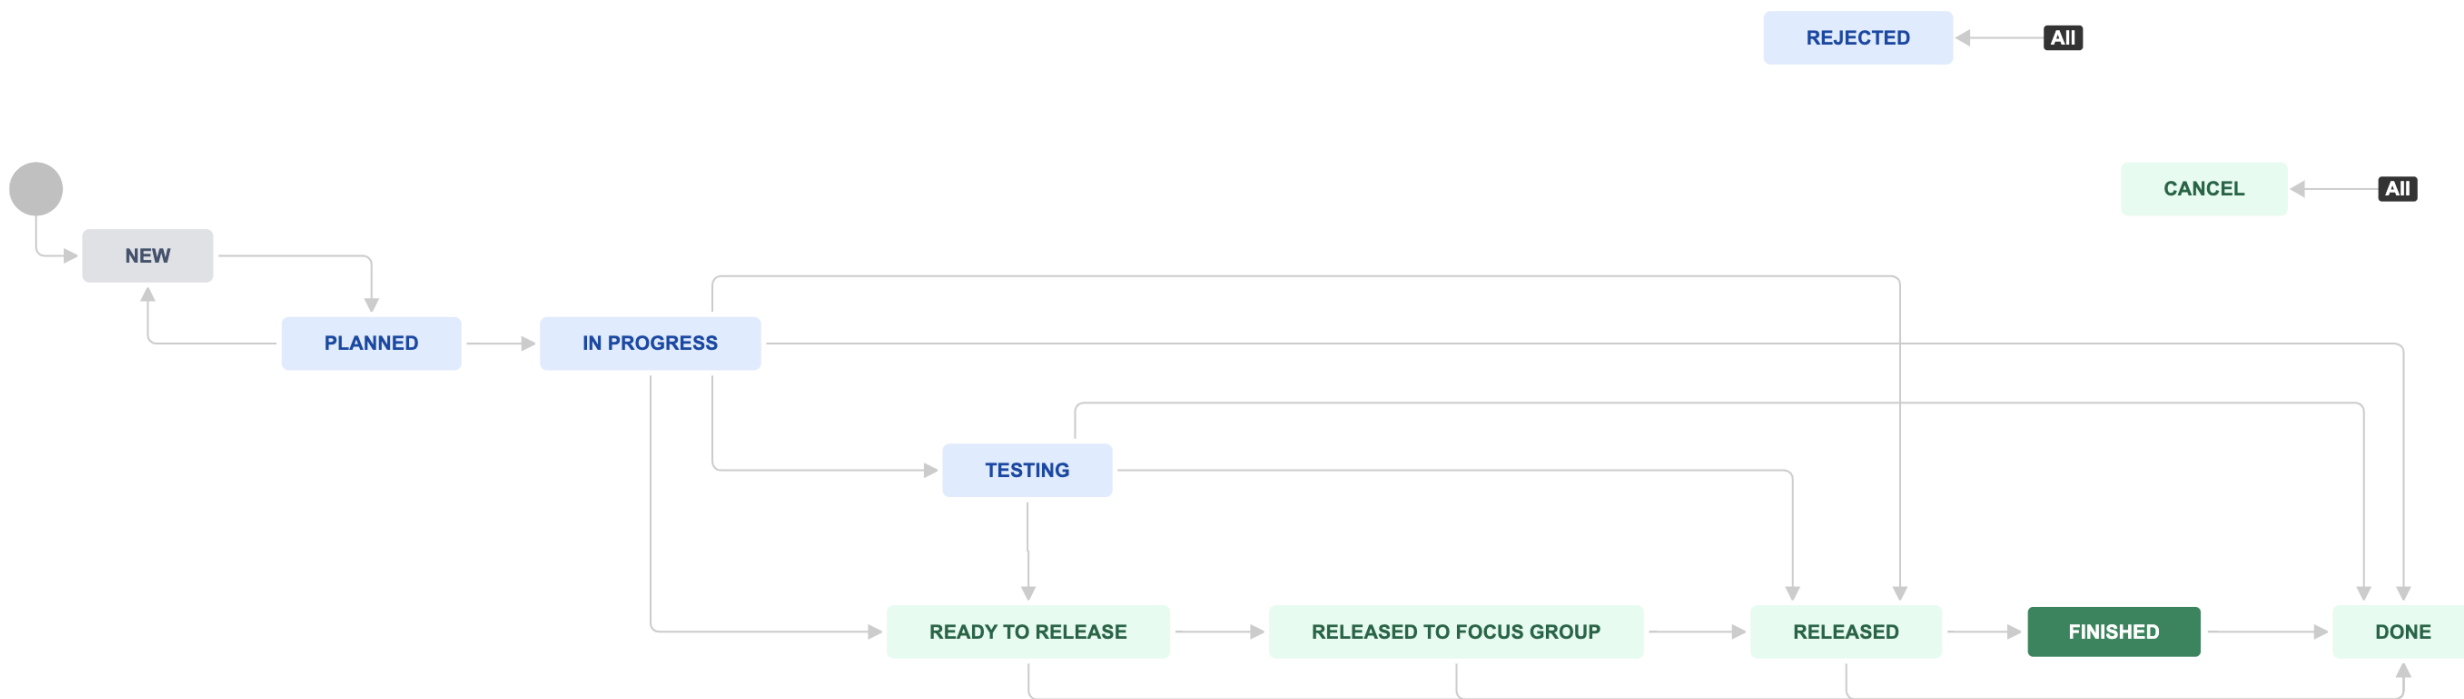 REJECTED
All
CANCEL
All
NEW
PLANNED
IN PROGRESS
TESTING
READY TO RELEASE
RELEASED TO FOCUS GROUP
RELEASED
FINISHED
DONE